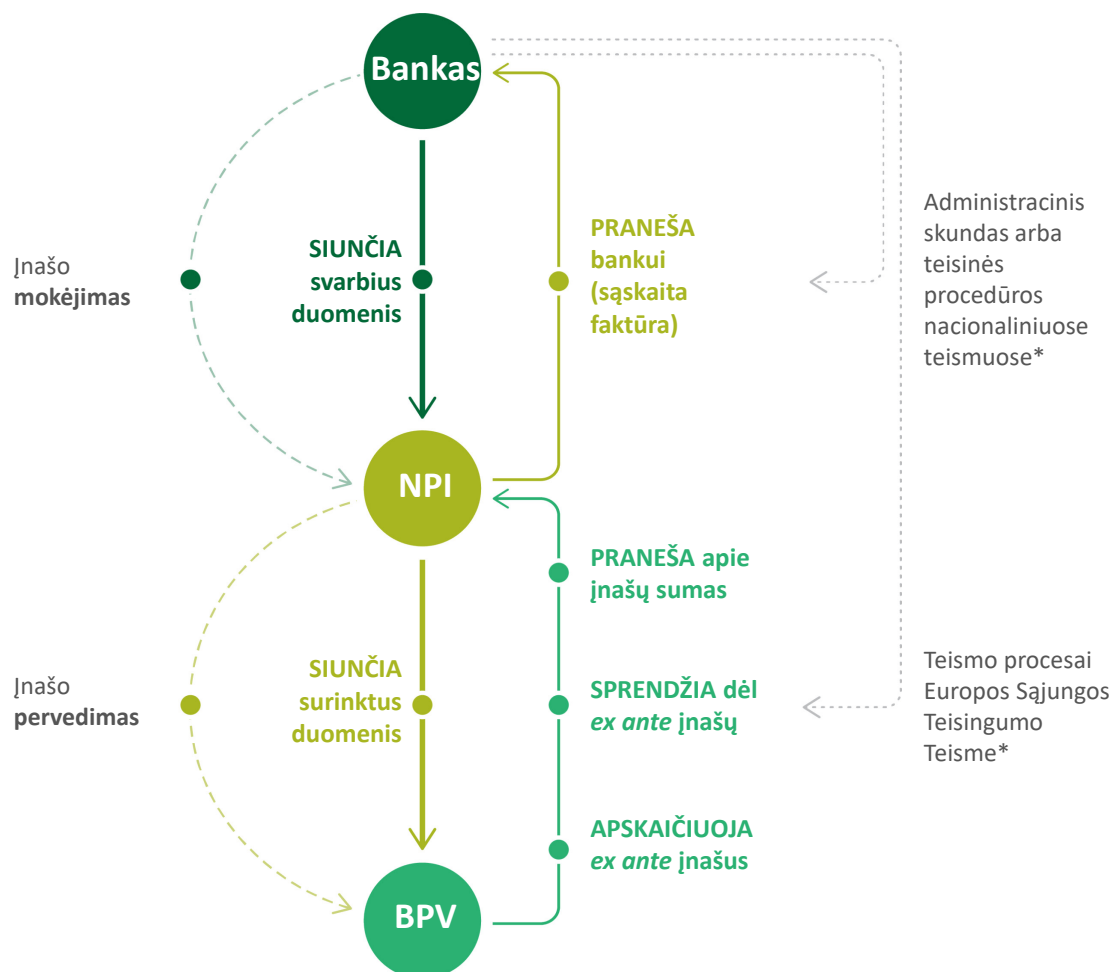 Bankas
Įnašo
mokėjimas
SIUNČIA
svarbius
duomenis
PRANEŠA
bankui
(sąskaita
faktūra)
Administracinis
skundas arba
teisinės
procedūros
nacionaliniuose
teismuose*
NPI
PRANEŠA apie
įnašų sumas
Įnašo
pervedimas
SIUNČIA
surinktus
duomenis
SPRENDŽIA dėl
ex ante įnašų
Teismo procesai
Europos Sąjungos
Teisingumo
Teisme*
APSKAIČIUOJA
ex ante įnašus
BPV